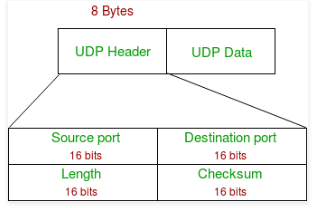 8 Bytes
UDP Header UDP Data
Source port Destination port
16 bits 16 bits
Length Checksum
16 bits 16 bits